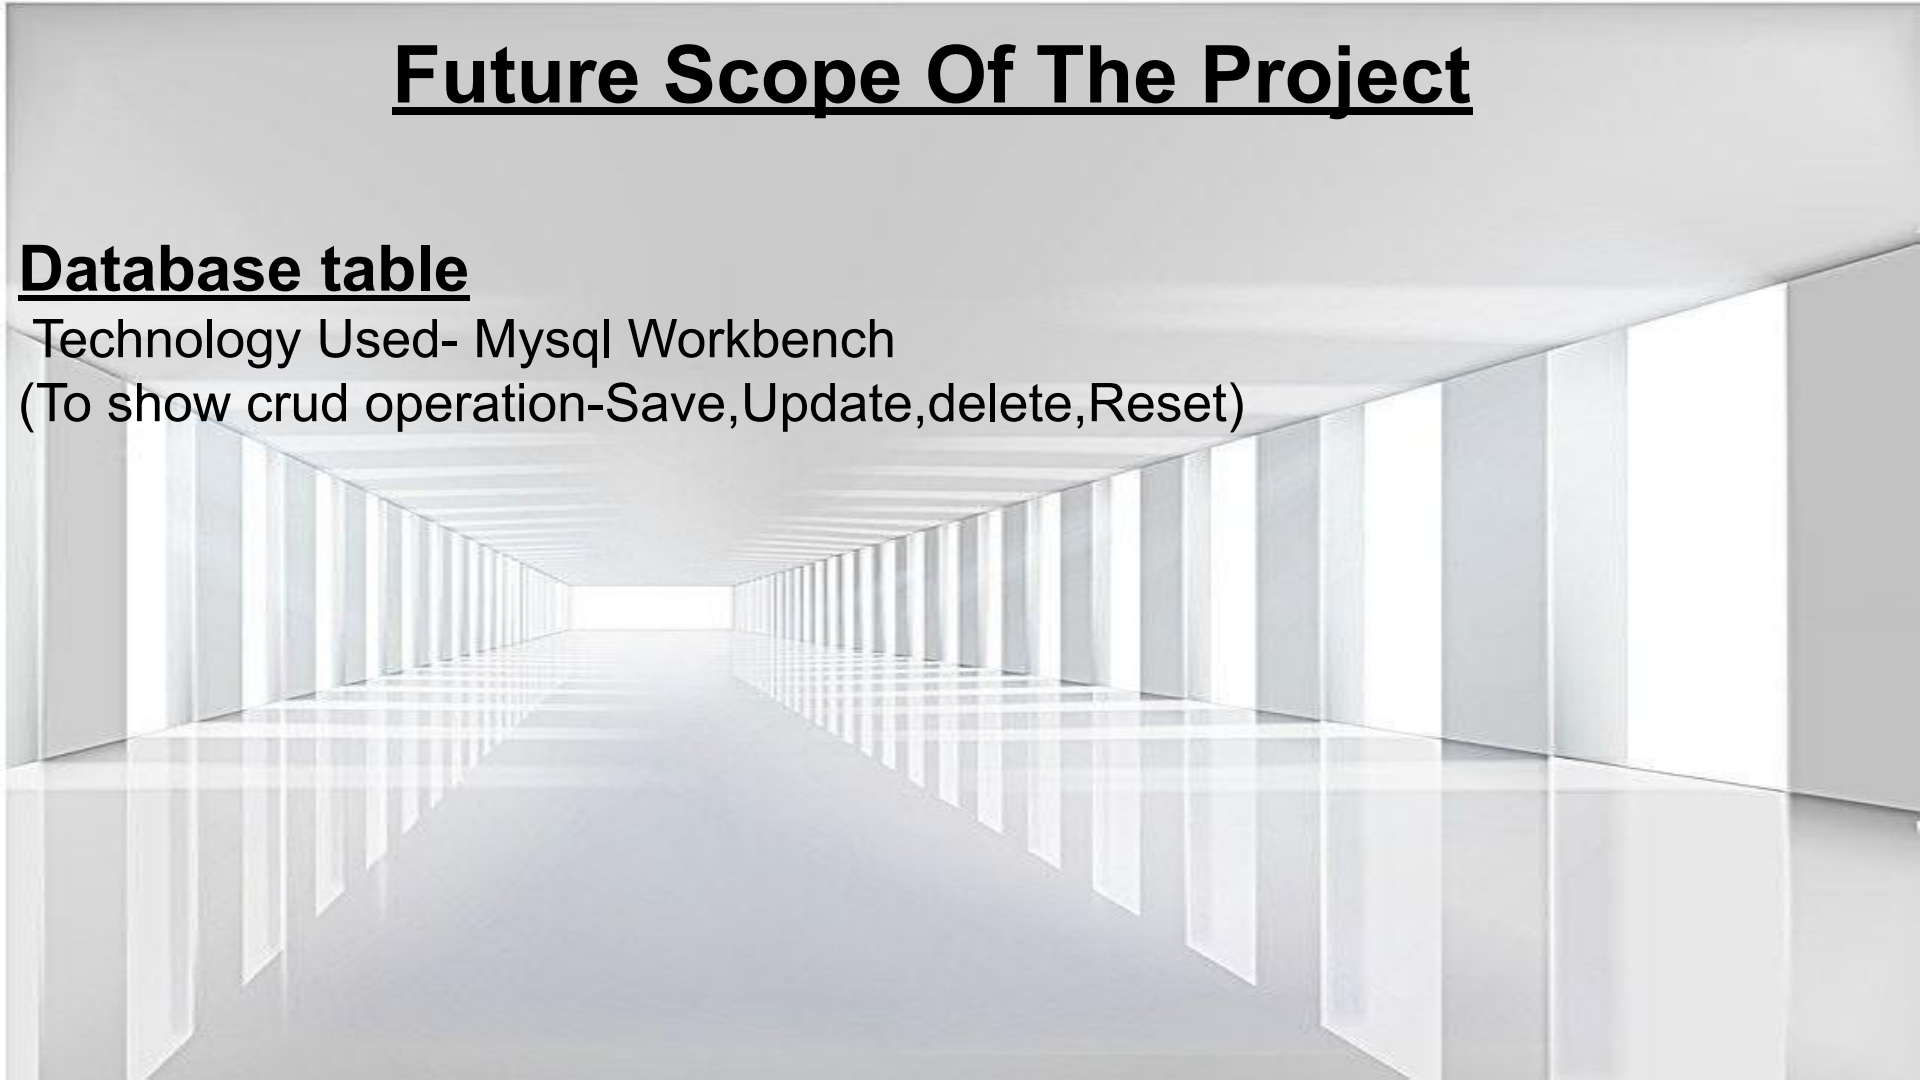 Future Scope Of The Project
Database table
Technology Used- Mysql Workbench
(To show crud operation-Save,Update,delete,Reset)